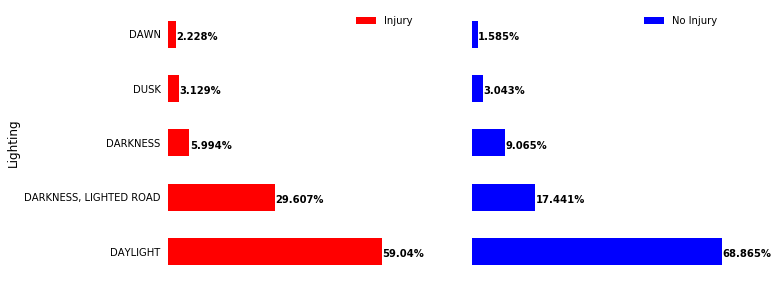 Injury
No Injury
Lighting
DAWN 2.228% 1.585%
DUSK 3.129% 3.043%
DARKNESS 5.994% 9.065%
DARKNESS, LIGHTED ROAD 29.607% 17.441%
DAYLIGHT 59.04% 68.865%